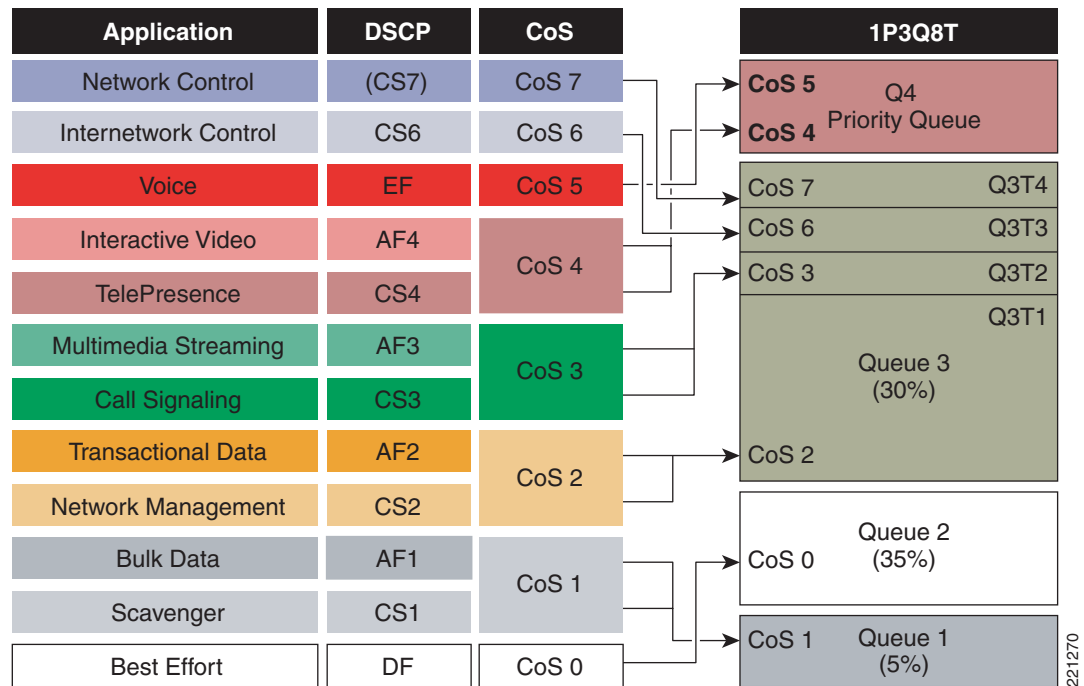 Application DSCP CoS 1P3Q8T
Network Control (CS7) CoS 7
Internetwork Control CS6 CoS 6
Voice EF CoS 5
Interactive Video AF4
CoS 4
TelePresence CS4
Multimedia Streaming AF3
CoS 3
Call Signaling CS3
Transactional Data AF2
CoS 2
Network Management CS2
Bulk Data AF1
CoS 1
Scavenger CS1
Best Effort DF CoS 0
CoS 5
Q4
Priority Queue
CoS 4
CoS 7 Q3T4
CoS 6 Q3T3
CoS 3 Q3T2
Q3T1
Queue 3
(30%)
CoS 2
Queue 2
(35%)
CoS 0
CoS 1 Queue 1
(5%)
221270